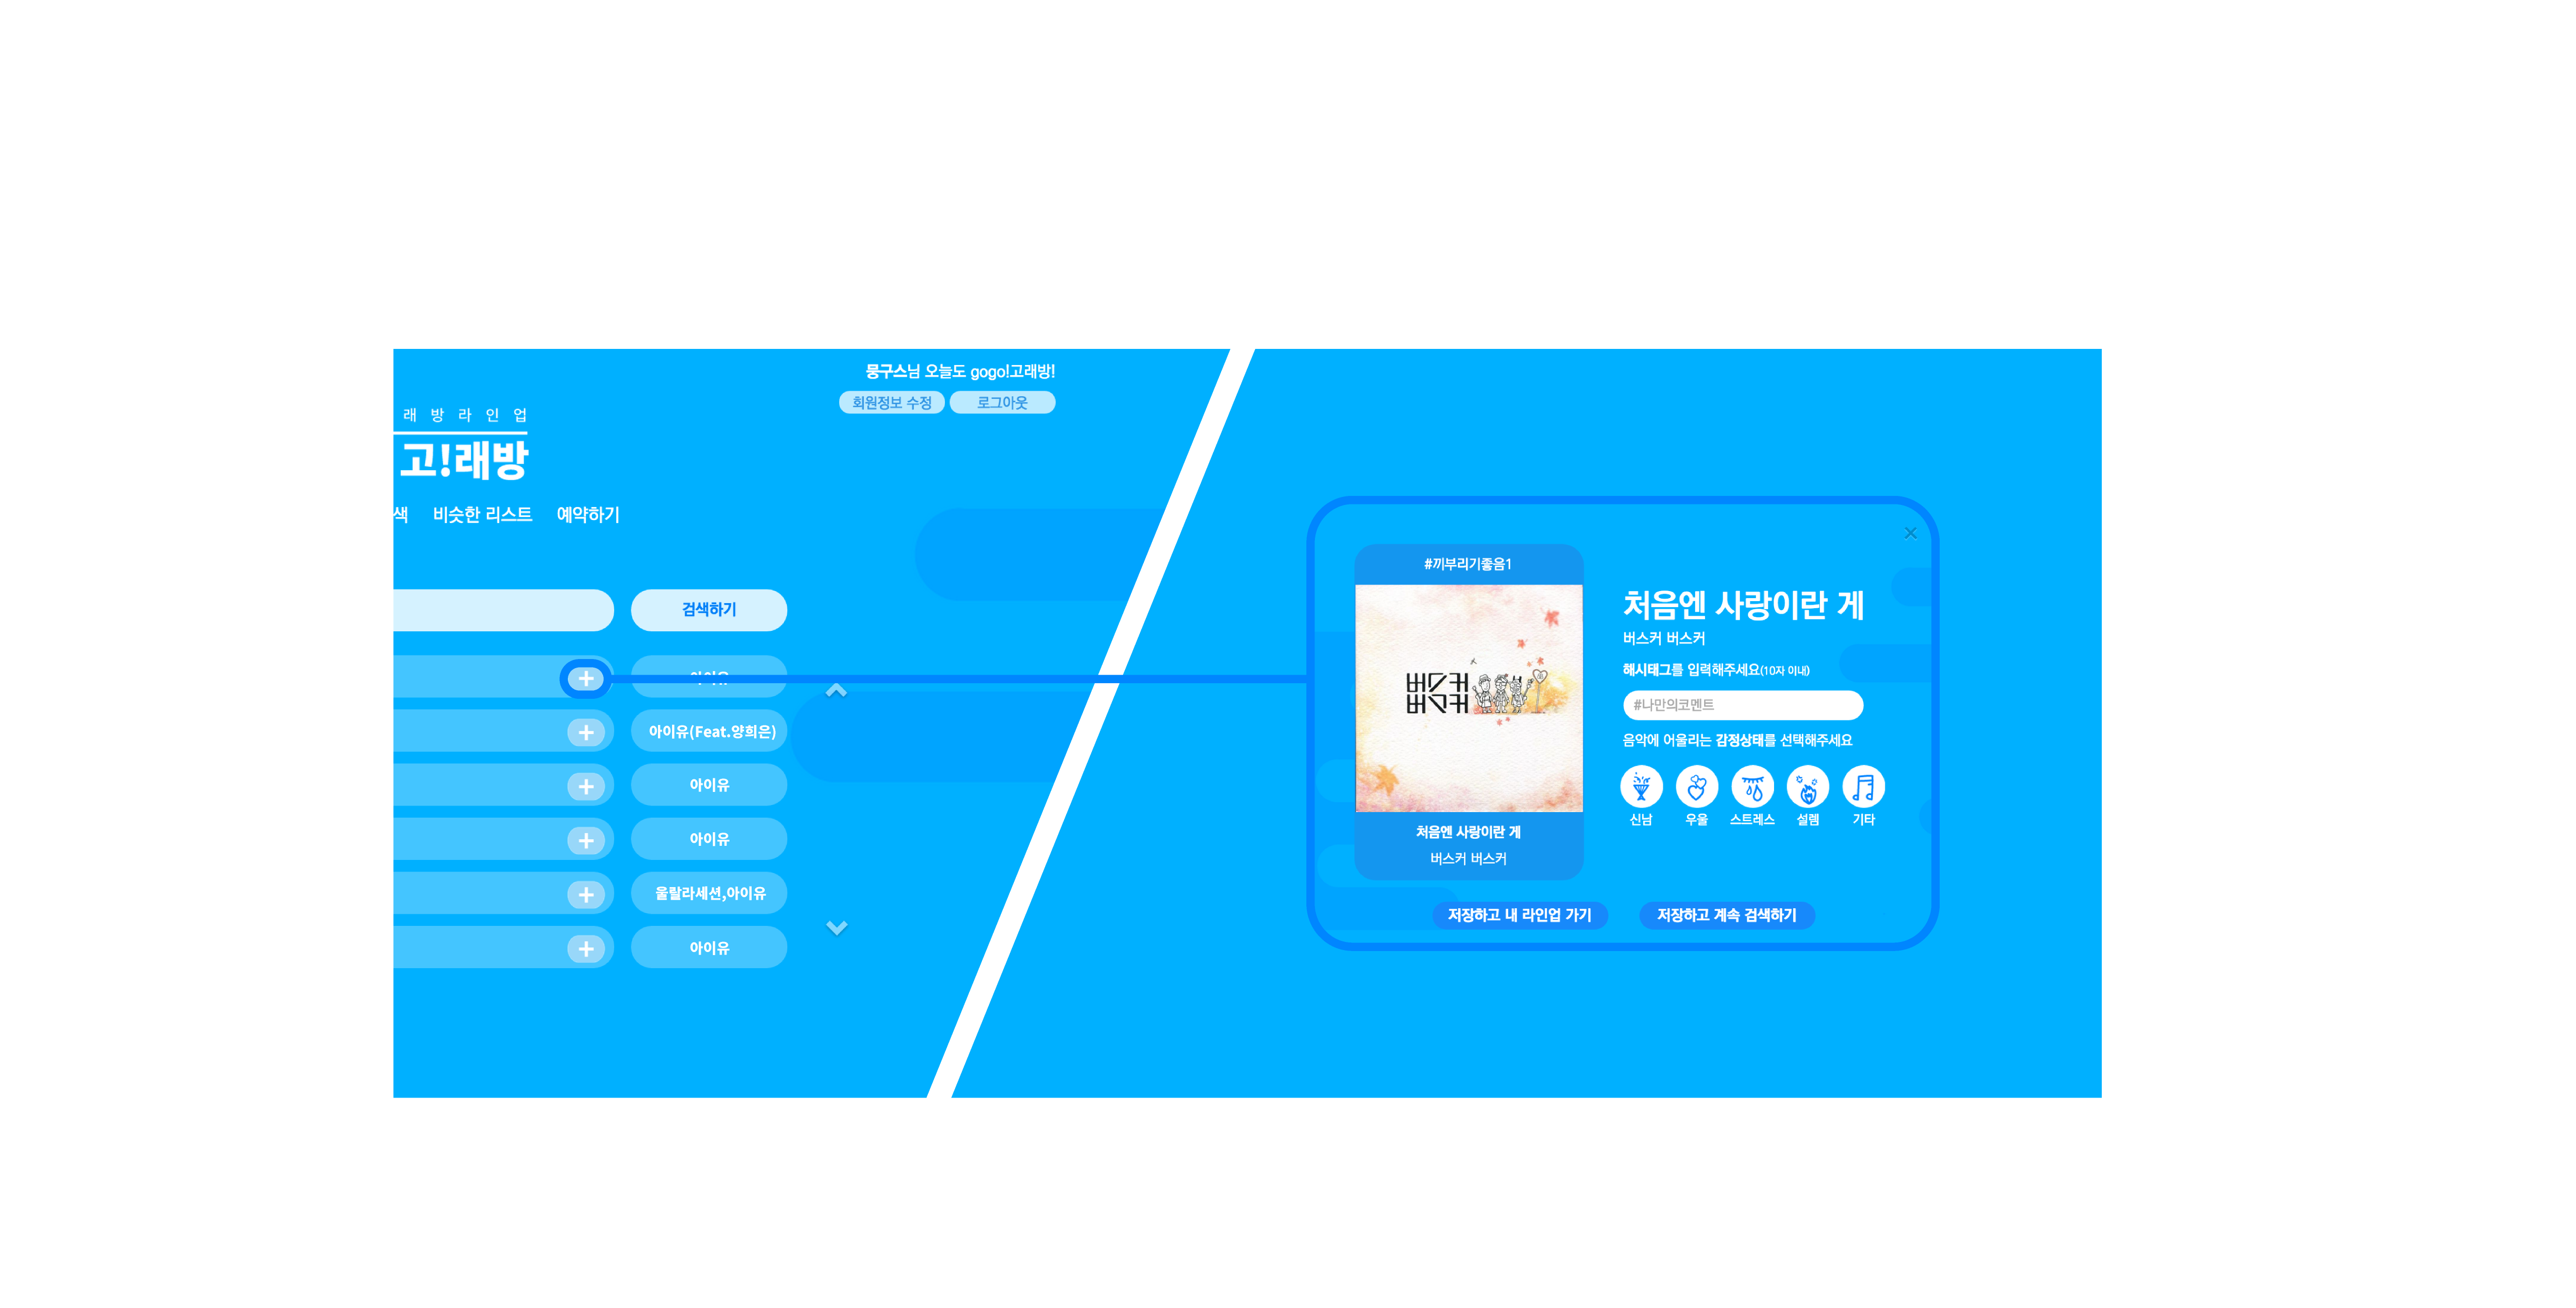 뭉구스님 오늘도 gogo!고래방!
회원정보 수정
로그아웃
래 방 라 인 업
고!래방
색 비슷한 리스트 예약하기
검색하기
아이유
아이유(Feat.양희은)
아이유
아이유
울랄라세션,아이유
아이유
#끼부리기좋음1
버스커
버스커
처음엔 사랑이란 게
버스커 버스커
처음엔 사랑이란 게
버스커 버스커
해시태그를 입력해주세요(10자 이내)
#나만의코멘트
음악에 어울리는 감정상태를 선택해주세요
신남 우울 스트레스 설렘 기타
저장하고 내 라인업 가기
저장하고 계속 검색하기